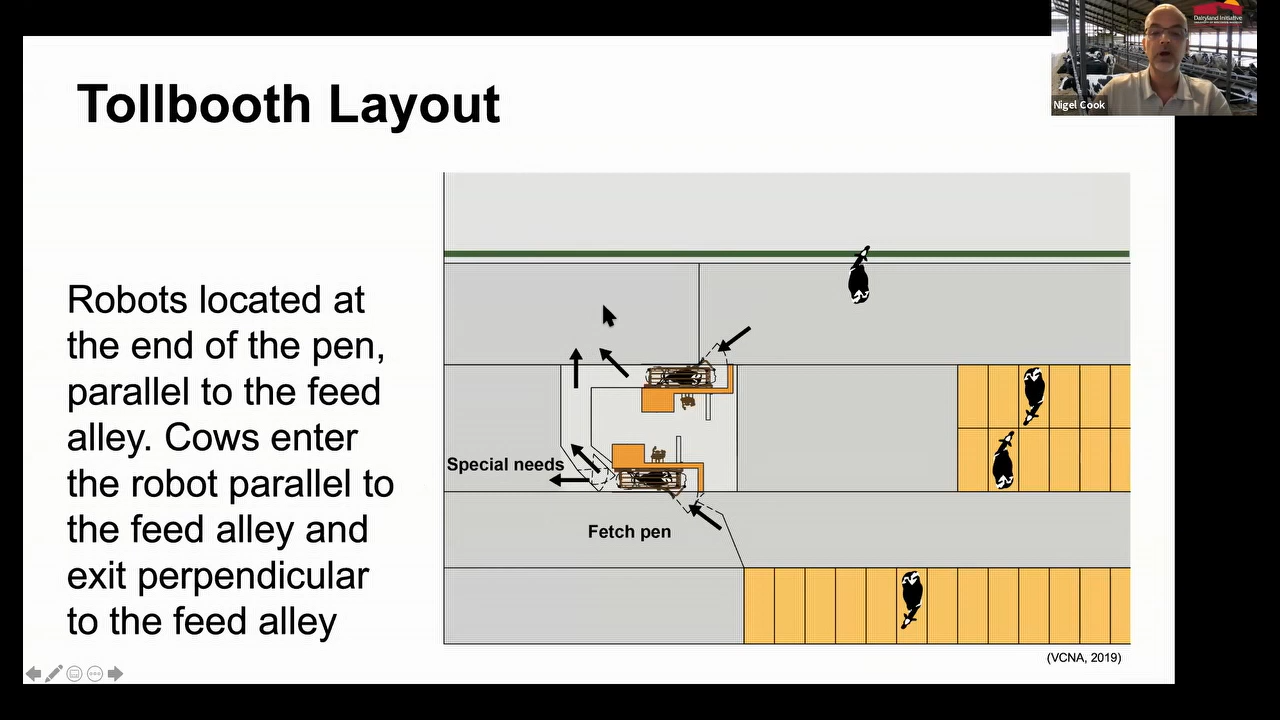 Dairyland Initiative
Nigel Cook
Tollbooth Layout
Robots located at
the end of the pen,
parallel to the feed
alley. Cows enter
the robot parallel to
the feed alley and
exit perpendicular
to the feed alley
Special needs
Fetch pen
(VCNA, 2019)